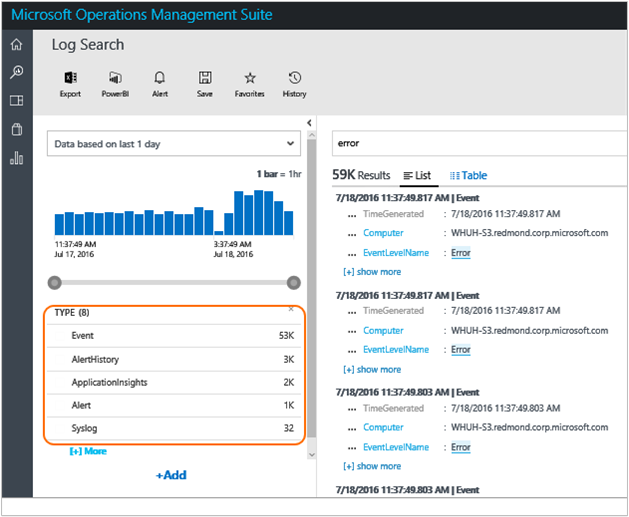 Microsoft Operations Management Suite
Log Search
Export PowerBI Alert Save Favorites History
Data based on last 1 day
1 bar = 1hr
11:37:49 AM 3:37:49 AM
Jul 17, 2016 Jul 18, 2016
TYPE (8)
Event 53K
AlertHistory 3K
ApplicationInsights 2K
Alert 1K
Syslog 32
[+] More
+Add
error
59K Results List Table
7/18/2016 11:37:49.817 AM | Event
... TimeGenerated : 7/18/2016 11:37:49.817 AM
... Computer : WHUH-S3.redmond.corp.microsoft.com
... EventLevelName : Error
[+] show more
7/18/2016 11:37:49.817 AM | Event
... TimeGenerated : 7/18/2016 11:37:49.817 AM
... Computer : WHUH-S3.redmond.corp.microsoft.com
... EventLevelName : Error
[+] show more
7/18/2016 11:37:49.803 AM | Event
... TimeGenerated : 7/18/2016 11:37:49.803 AM
... Computer : WHUH-S3.redmond.corp.microsoft.com
... EventLevelName : Error
[+] show more
7/18/2016 11:37:49.803 AM | Event